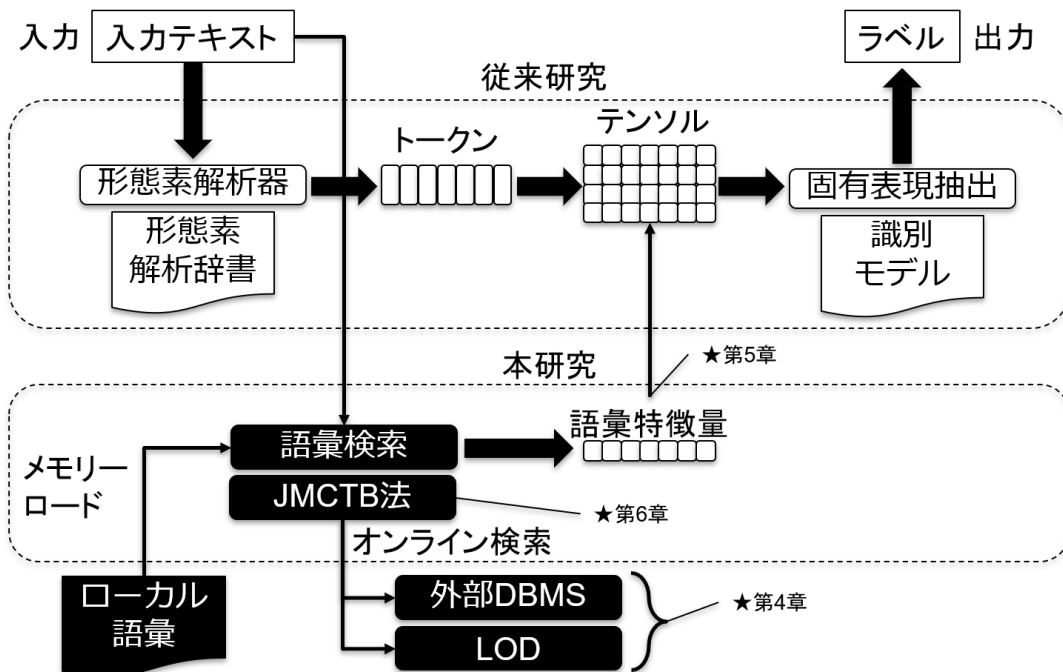 入力
入力テキスト
ラベル
出力
従来研究
トークン
テンソル
形態素解析器
固有表現抽出
形態素
解析辞書
識別
モデル
本研究
★第5章
語彙検索
語彙特徴量
メモリー
ロード
JMCTB法
★第6章
オンライン検索
ローカル
語彙
外部DBMS
★第4章
LOD